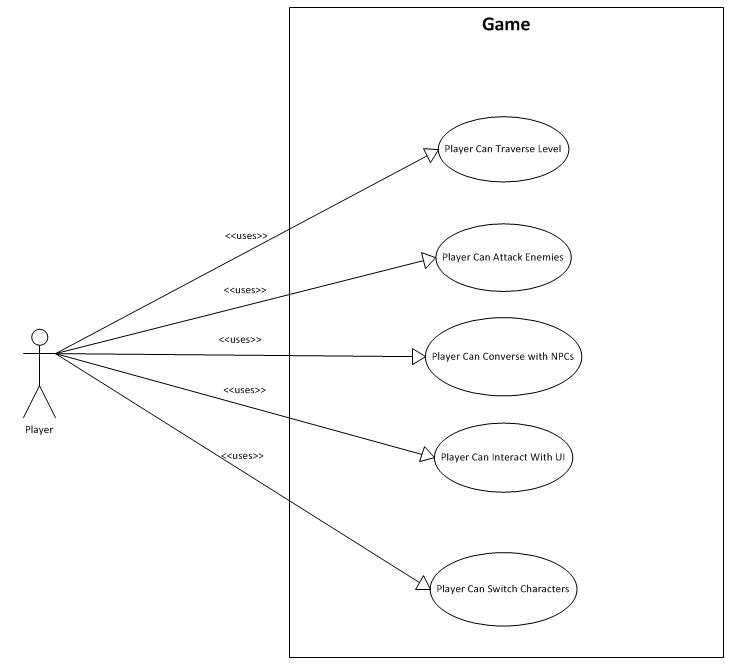 Game
Player Can Traverse Level
<<uses>>
Player Can Attack Enemies
<<uses>>
<<uses>>
Player Can Converse with NPCs
<<uses>>
Player
<<uses>>
Player Can Interact With UI
Player Can Switch Characters